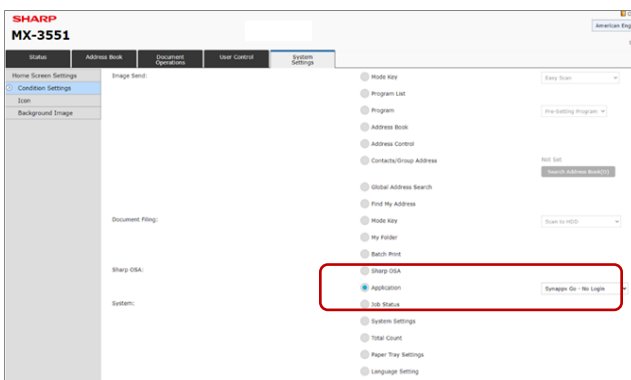 SHARP
MX-3551
American Eng
Status Address Book Document Operations User Control System Settings
Home Screen Settings
Condition Settings
Icon
Background Image
Image Send: Mode Key Easy Scan
Program List
Program Pre-Setting Program
Address Book
Address Control
Contacts/Group Address Not Set
Search Address Book(D)
Global Address Search
Find My Address
Document Filing: Mode Key Scan to HDD
My Folder
Batch Print
Sharp OSA: Sharp OSA
Application Synappx Go - No Login
System: Job Status
System Settings
Total Count
Paper Tray Settings
Language Setting